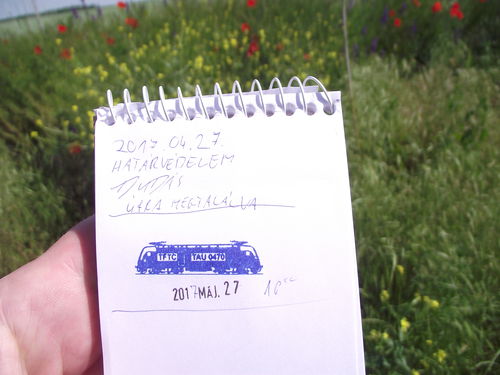 2017.04.27.
HATÁRVÉDELEM
ÚJRA MEGTALÁLVA
TFTC TAU 0470
2017 MÁJ. 27